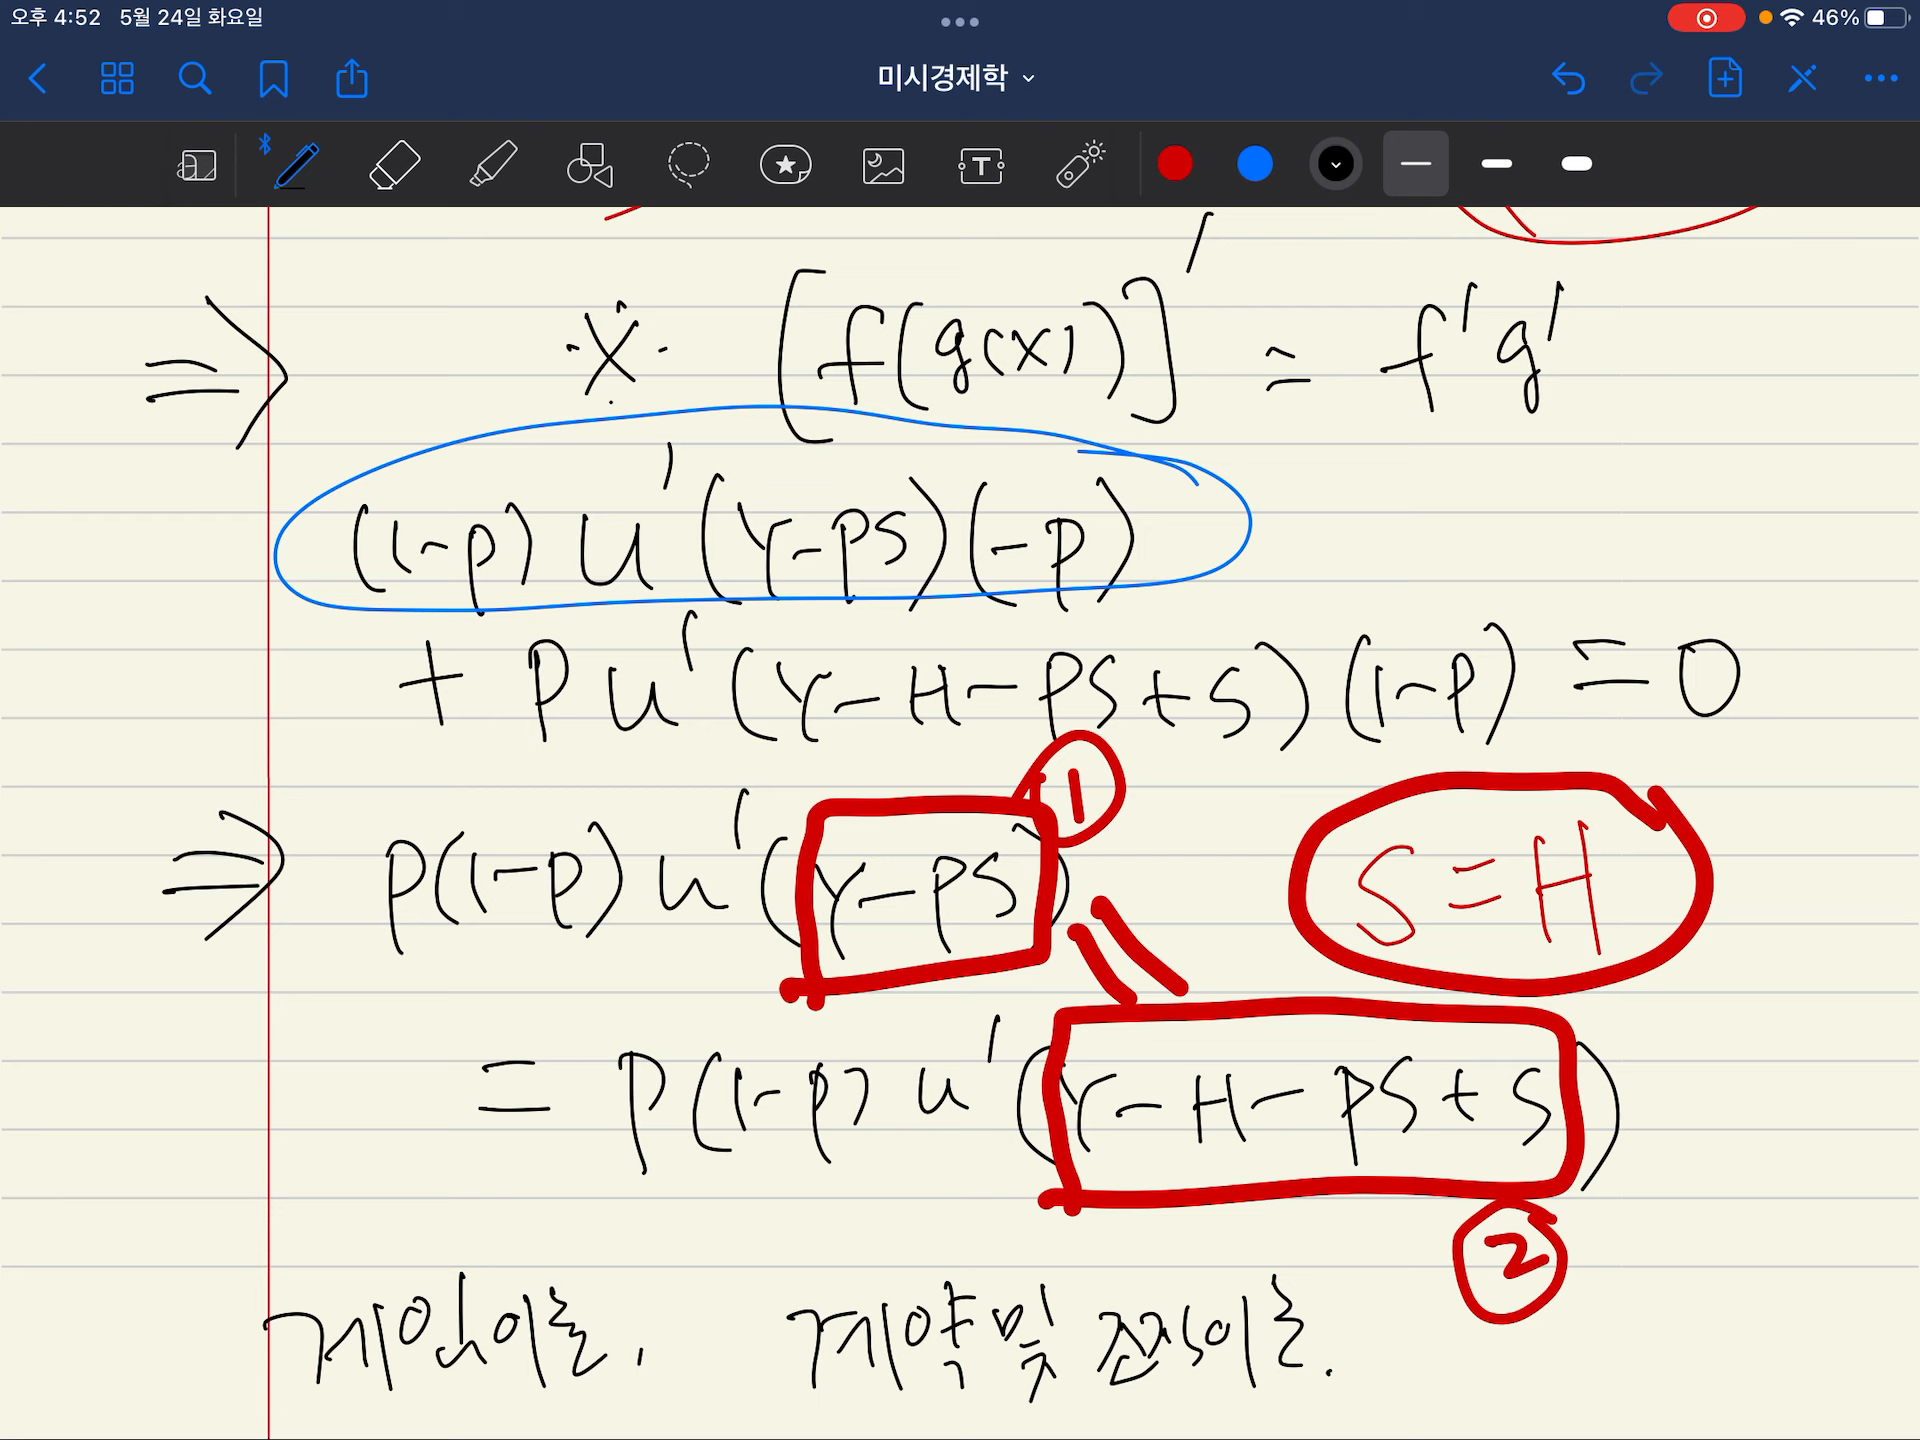 오후 4:52 5월 24일 화요일
46%
미시경제학
⇒ ※ [f(g(x))]' = f'g'
(1-p) u'(Y-PS)(-P)
+ P u'(Y-H-PS+S)(1-P) = 0
①
⇒ P(1-P) u'(Y-PS)
S = H
= P(1-P) u'(Y-H-PS+S)
②
게임이론, 계약및 조정이론.